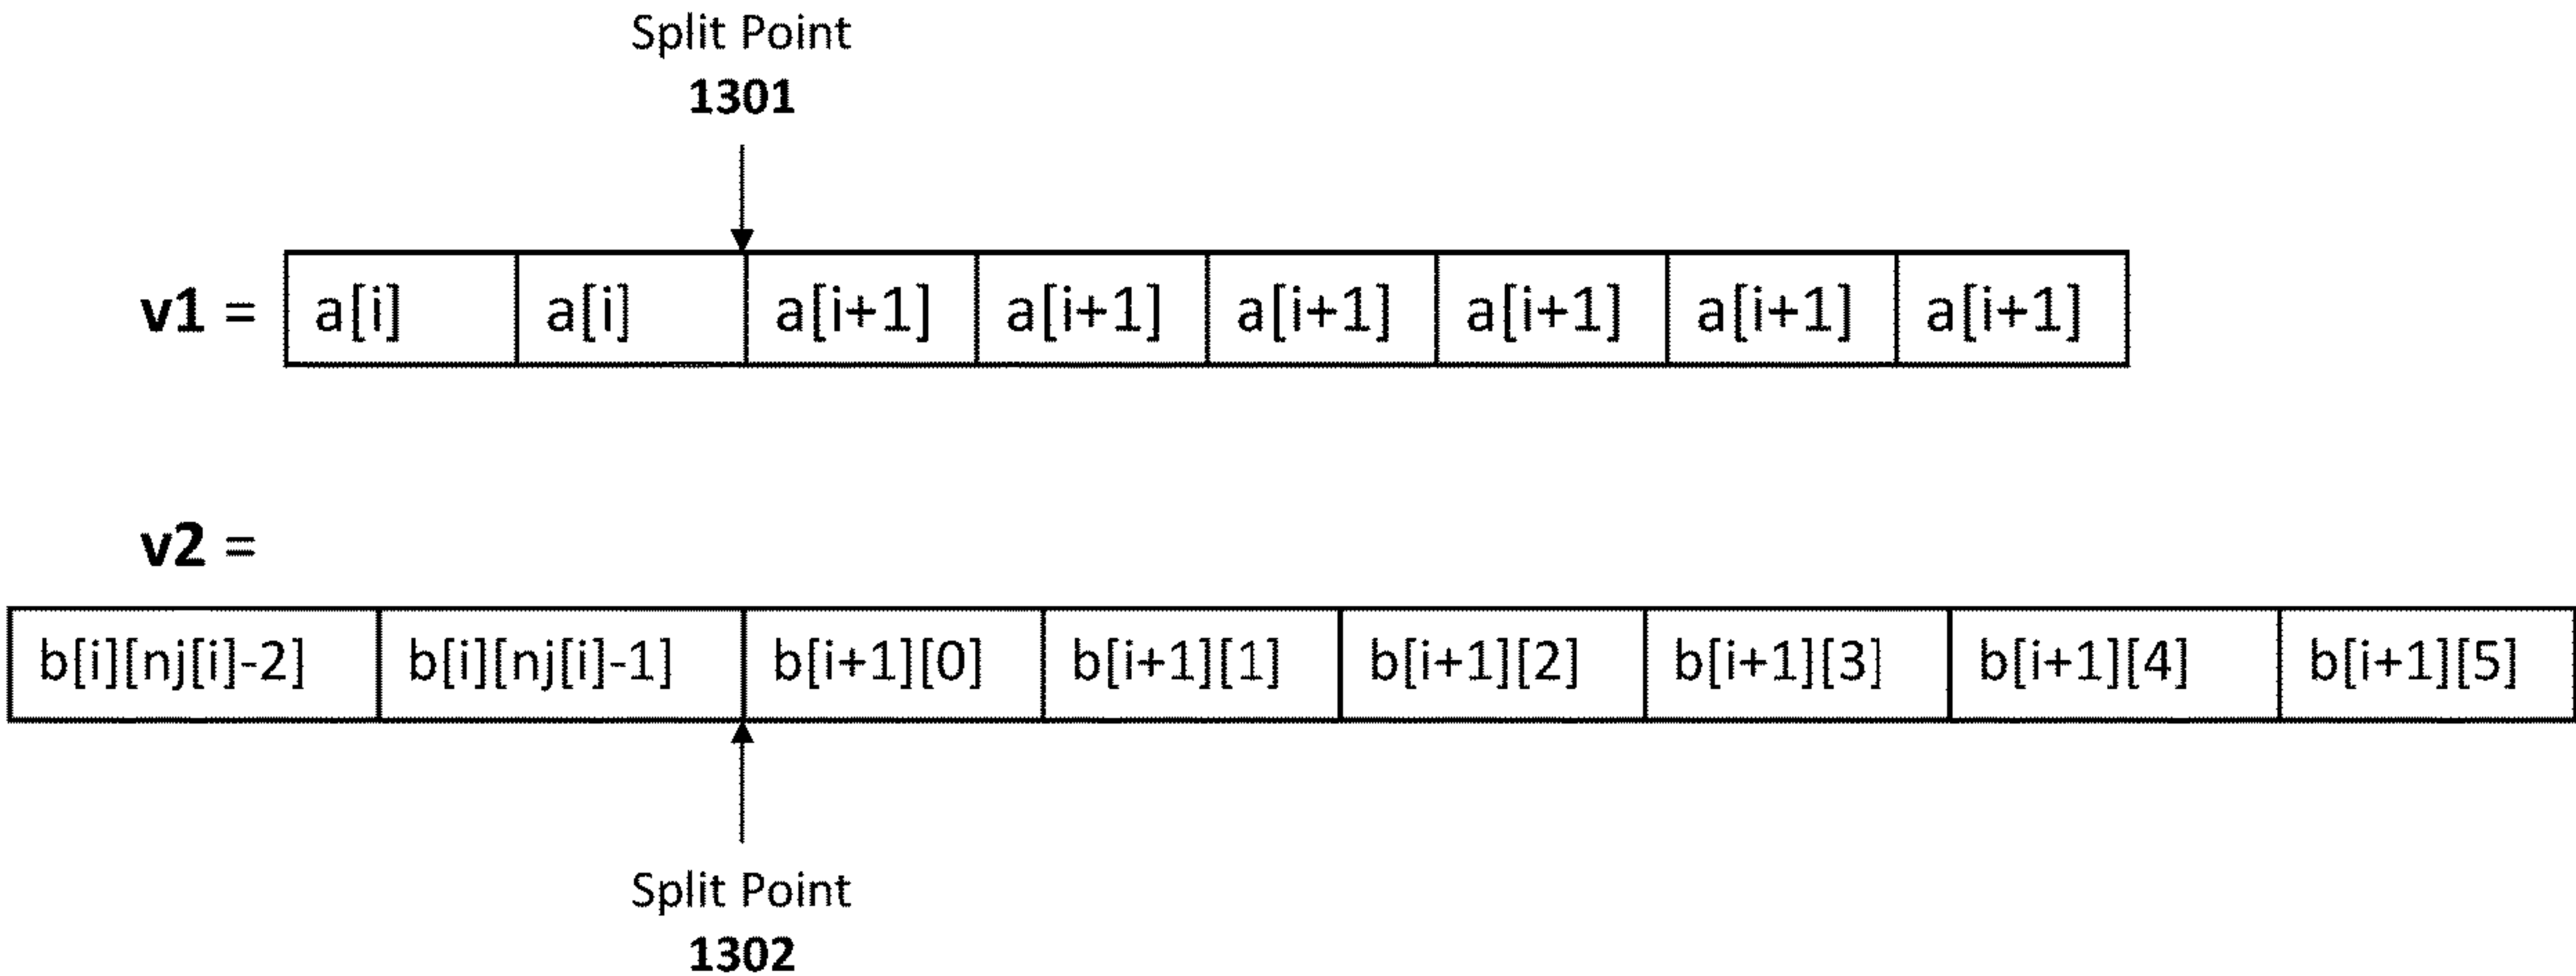 Split Point
1301
v1 = a[i] a[i] a[i+1] a[i+1] a[i+1] a[i+1] a[i+1] a[i+1]
v2 =
b[i][nj[i]-2] b[i][nj[i]-1] b[i+1][0] b[i+1][1] b[i+1][2] b[i+1][3] b[i+1][4] b[i+1][5]
Split Point
1302